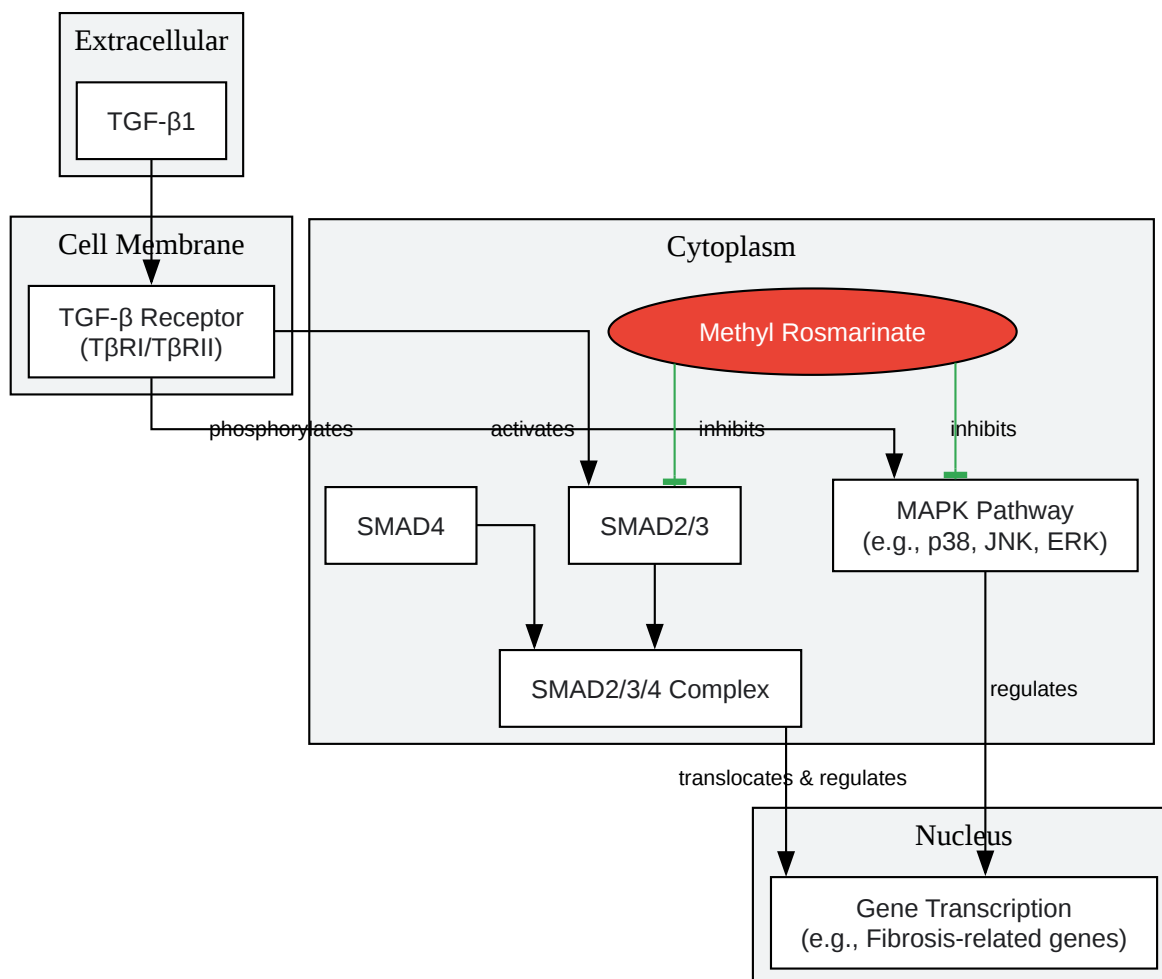 Extracellular
TGF-β1
Cell Membrane
Cytoplasm
TGF-β Receptor
(TβRI/TβRII)
Methyl Rosmarinate
phosphorylates
activates
inhibits
inhibits
SMAD4
SMAD2/3
MAPK Pathway
(e.g., p38, JNK, ERK)
SMAD2/3/4 Complex
regulates
translocates & regulates
Nucleus
Gene Transcription
(e.g., Fibrosis-related genes)